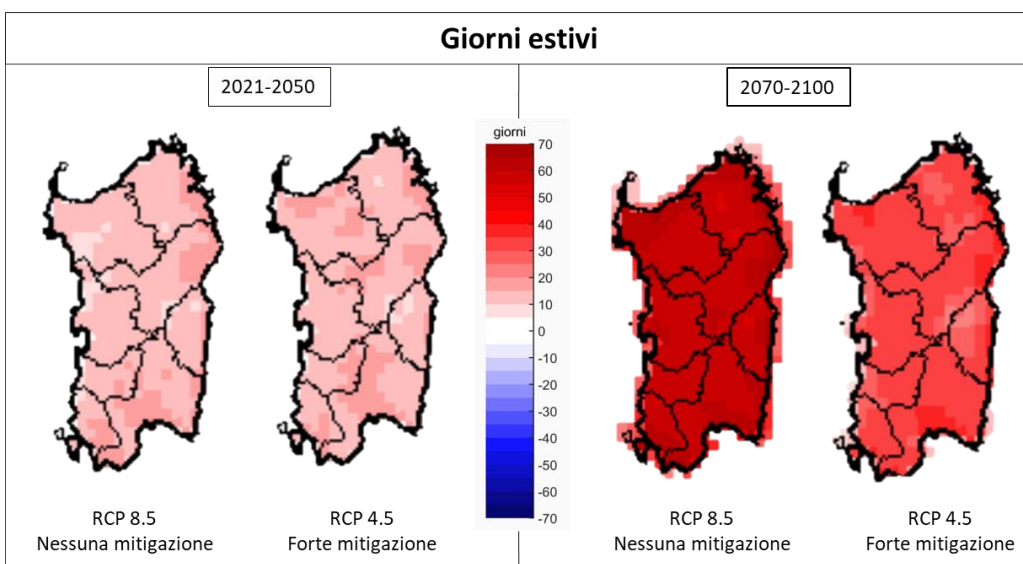 Giorni estivi
2021-2050
2070-2100
giorni
70
60
50
40
30
20
10
0
-10
-20
-30
-40
-50
-60
-70
RCP 8.5
Nessuna mitigazione
RCP 4.5
Forte mitigazione
RCP 8.5
Nessuna mitigazione
RCP 4.5
Forte mitigazione